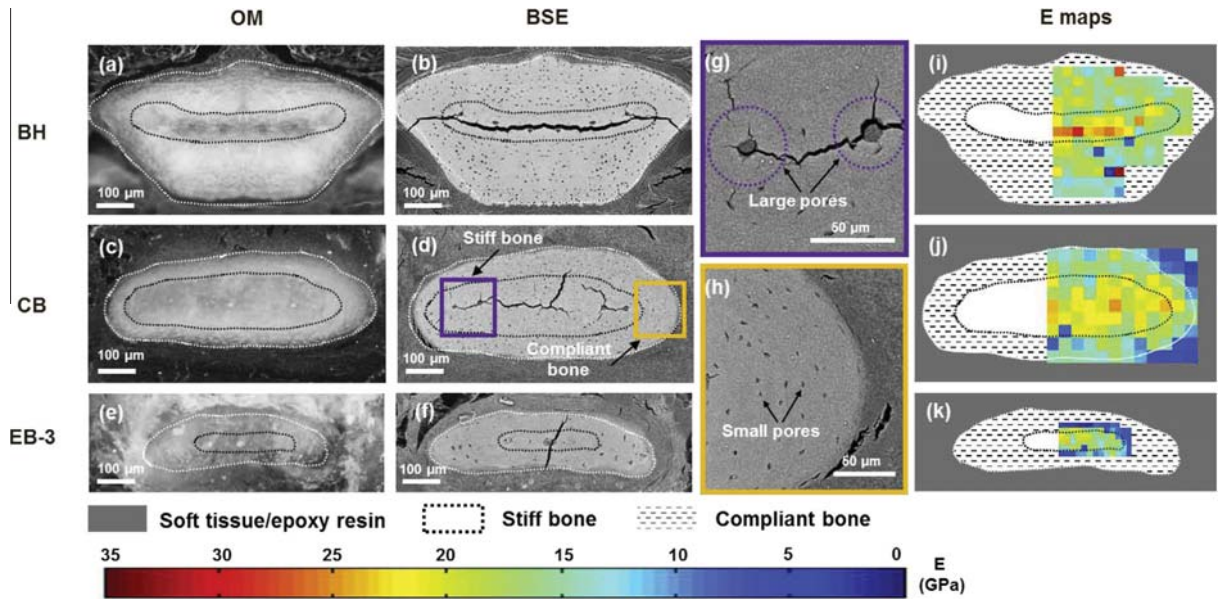 OM
BSE
E maps
BH
(a)
100 μm
(b)
100 μm
(g)
Large pores
50 μm
(i)
CB
(c)
100 μm
(d)
Stiff bone
Compliant
bone
100 μm
(h)
Small pores
50 μm
(j)
EB-3
(e)
100 μm
(f)
100 μm
(k)
Soft tissue/epoxy resin
Stiff bone
Compliant bone
35
30
25
20
15
10
5
0
E
(GPa)